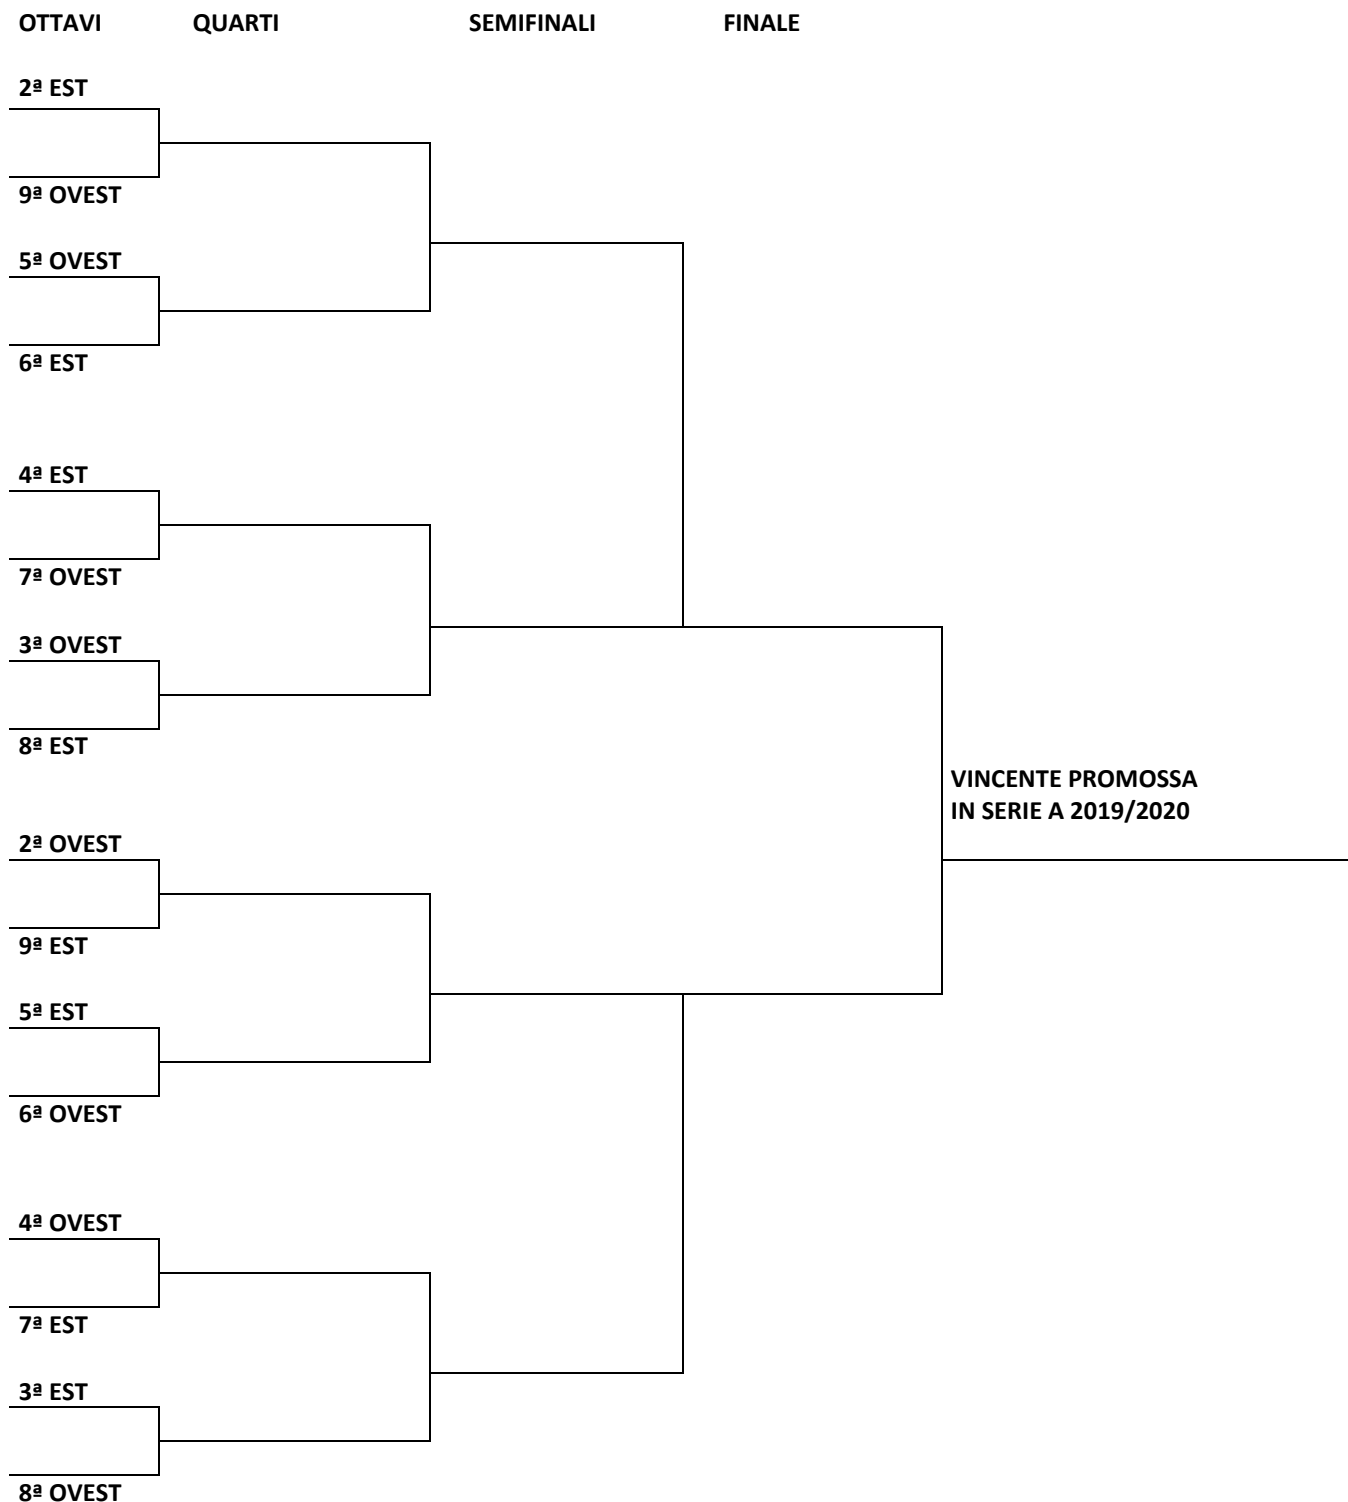 OTTAVI QUARTI SEMIFINALI FINALE
2ª EST
9ª OVEST
5ª OVEST
6ª EST
4ª EST
7ª OVEST
3ª OVEST
8ª EST
VINCENTE PROMOSSA
IN SERIE A 2019/2020
2ª OVEST
9ª EST
5ª EST
6ª OVEST
4ª OVEST
7ª EST
3ª EST
8ª OVEST